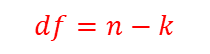 df = n − k